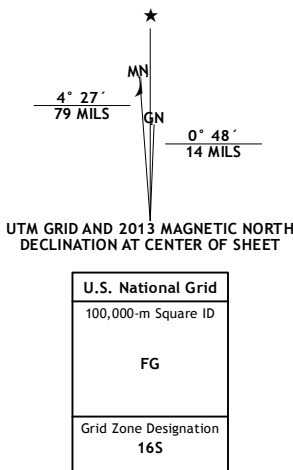 ★
MN
4° 27´
79 MILS
GN
0° 48´
14 MILS
UTM GRID AND 2013 MAGNETIC NORTH
DECLINATION AT CENTER OF SHEET
U.S. National Grid
100,000-m Square ID
FG
Grid Zone Designation
16S